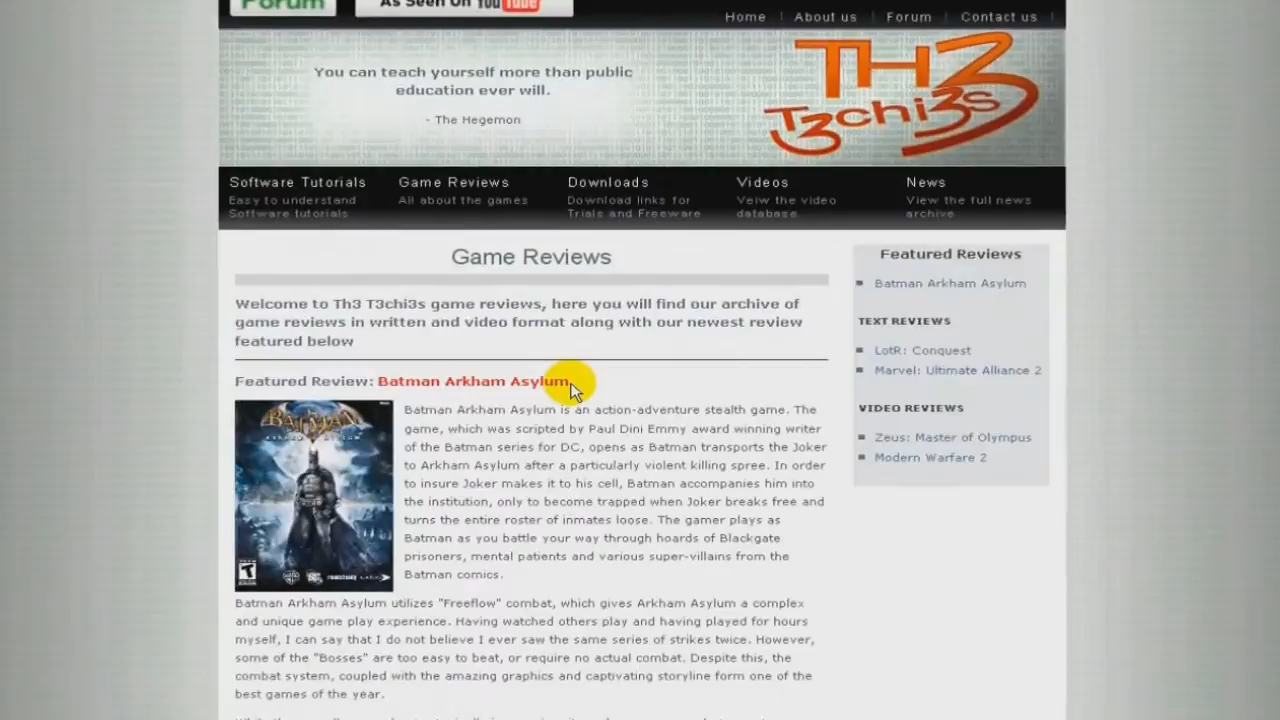 Forum
As Seen On YouTube
Home
About us
Forum
Contact us
You can teach yourself more than public
education ever will.
- The Hegemon
TH3
T3chi3s
Software Tutorials
Easy to understand
Software tutorials
Game Reviews
All about the games
Downloads
Download links for
Trials and Freeware
Videos
Veiw the video
database.
News
View the full news
archive
Game Reviews
Welcome to Th3 T3chi3s game reviews, here you will find our archive of
game reviews in written and video format along with our newest review
featured below
Featured Review: Batman Arkham Asylum
BATMAN
ARKHAM ASYLUM
T
Batman Arkham Asylum is an action-adventure stealth game. The
game, which was scripted by Paul Dini Emmy award winning writer
of the Batman series for DC, opens as Batman transports the Joker
to Arkham Asylum after a particularly violent killing spree. In order
to insure Joker makes it to his cell, Batman accompanies him into
the institution, only to become trapped when Joker breaks free and
turns the entire roster of inmates loose. The gamer plays as
Batman as you battle your way through hoards of Blackgate
prisoners, mental patients and various super-villains from the
Batman comics.
Batman Arkham Asylum utilizes "Freeflow" combat, which gives Arkham Asylum a complex
and unique game play experience. Having watched others play and having played for hours
myself, I can say that I do not believe I ever saw the same series of strikes twice. However,
some of the "Bosses" are too easy to beat, or require no actual combat. Despite this, the
combat system, coupled with the amazing graphics and captivating storyline form one of the
best games of the year.
Featured Reviews
Batman Arkham Asylum
TEXT REVIEWS
LotR: Conquest
Marvel: Ultimate Alliance 2
VIDEO REVIEWS
Zeus: Master of Olympus
Modern Warfare 2